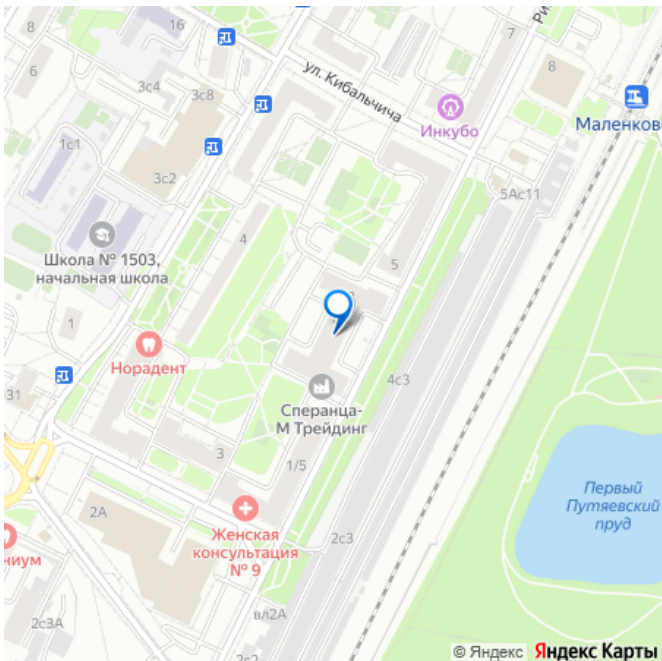 16
6
3с4
3с8
7
Ри
8
ул. Кибальчича
Инкубо
Маленково
1с1
3с2
5Ас11
4
5
Школа № 1503,
начальная школа
1
Норадент
4с3
31
Сперанца-
М Трейдинг
3
1/5
Первый
Путяевский
пруд
2А
Женская
консультация
№ 9
2с3
ниум
вл2А
2с3А
2с2
© Яндекс Яндекс Карты